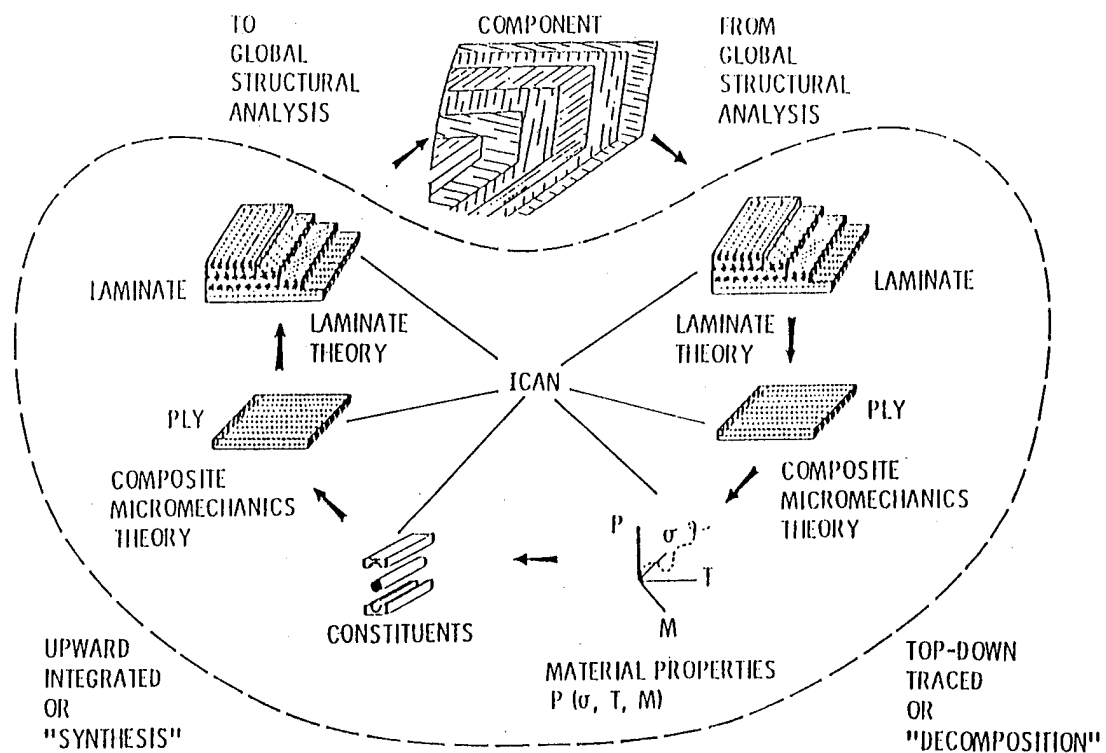 TO
GLOBAL
STRUCTURAL
ANALYSIS
COMPONENT
FROM
GLOBAL
STRUCTURAL
ANALYSIS
LAMINATE
LAMINATE
THEORY
LAMINATE
LAMINATE
THEORY
ICAN
PLY
PLY
COMPOSITE
MICROMECHANICS
THEORY
COMPOSITE
MICROMECHANICS
THEORY
P
σ
T
M
CONSTITUENTS
MATERIAL PROPERTIES
P (σ, T, M)
UPWARD
INTEGRATED
OR
"SYNTHESIS"
TOP-DOWN
TRACED
OR
"DECOMPOSITION"